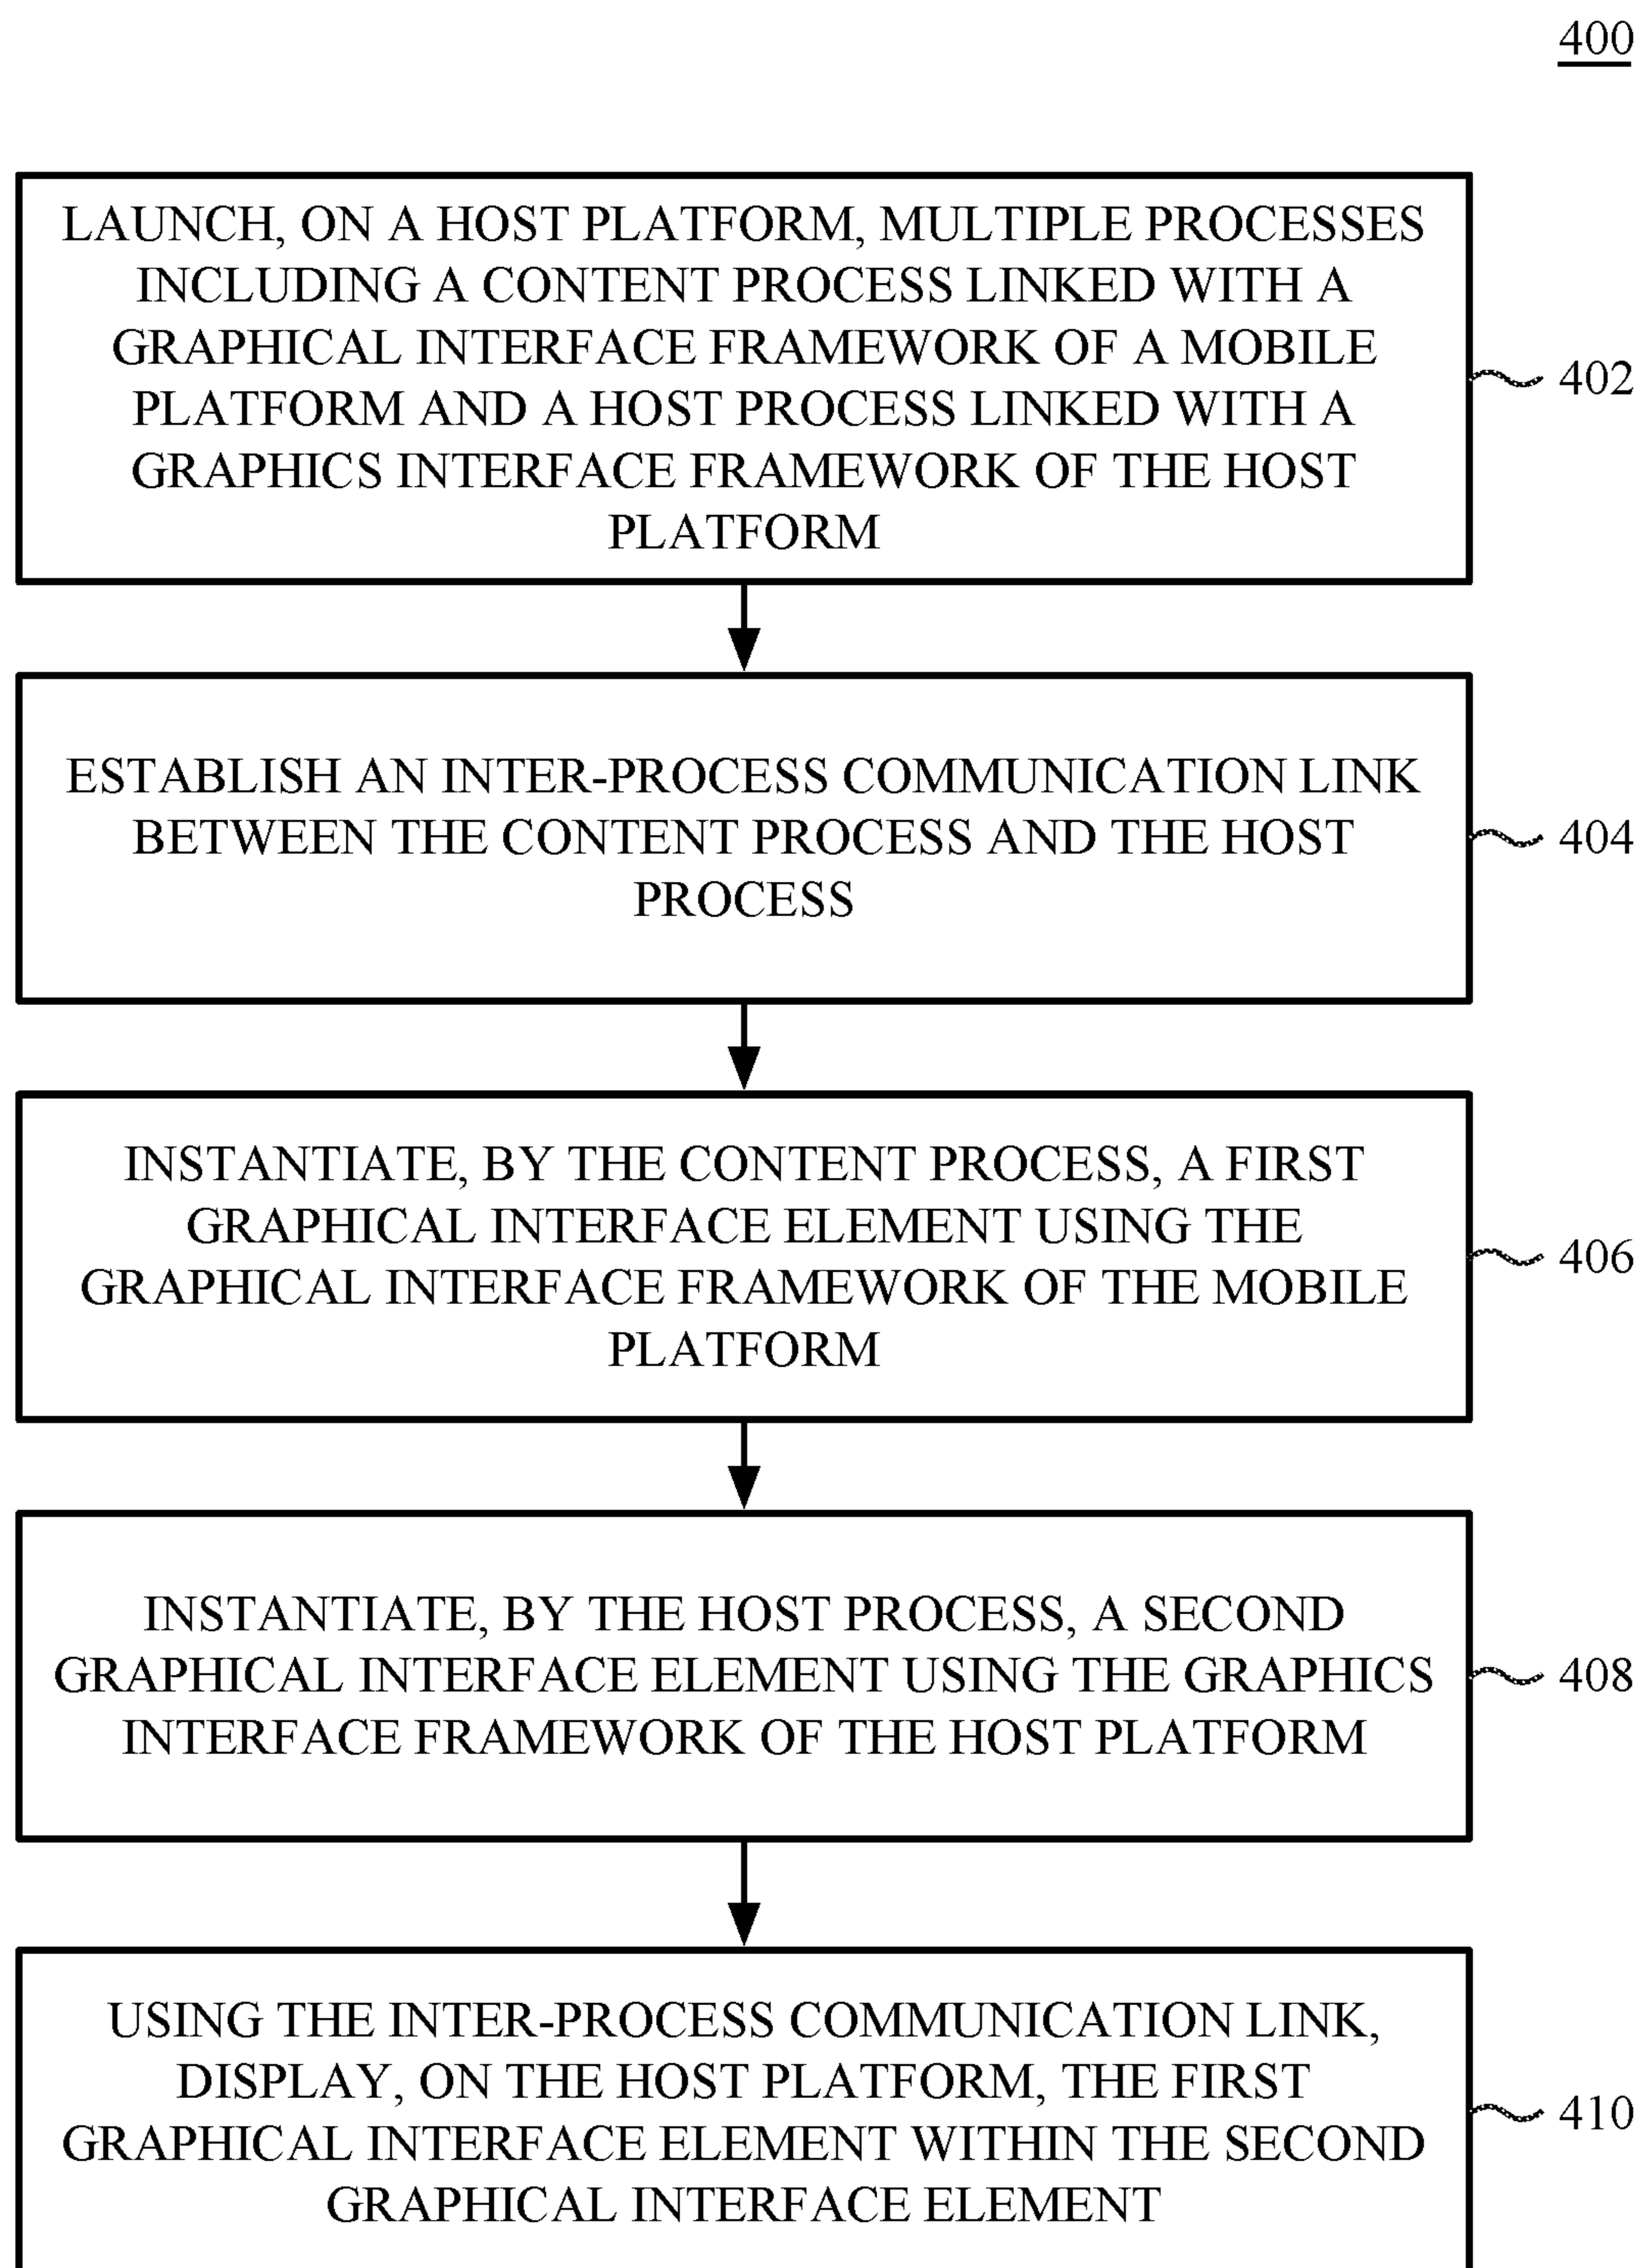 400
LAUNCH, ON A HOST PLATFORM, MULTIPLE PROCESSES
INCLUDING A CONTENT PROCESS LINKED WITH A
GRAPHICAL INTERFACE FRAMEWORK OF A MOBILE
PLATFORM AND A HOST PROCESS LINKED WITH A
GRAPHICS INTERFACE FRAMEWORK OF THE HOST
PLATFORM
402
ESTABLISH AN INTER-PROCESS COMMUNICATION LINK
BETWEEN THE CONTENT PROCESS AND THE HOST
PROCESS
404
INSTANTIATE, BY THE CONTENT PROCESS, A FIRST
GRAPHICAL INTERFACE ELEMENT USING THE
GRAPHICAL INTERFACE FRAMEWORK OF THE MOBILE
PLATFORM
406
INSTANTIATE, BY THE HOST PROCESS, A SECOND
GRAPHICAL INTERFACE ELEMENT USING THE GRAPHICS
INTERFACE FRAMEWORK OF THE HOST PLATFORM
408
USING THE INTER-PROCESS COMMUNICATION LINK,
DISPLAY, ON THE HOST PLATFORM, THE FIRST
GRAPHICAL INTERFACE ELEMENT WITHIN THE SECOND
GRAPHICAL INTERFACE ELEMENT
410